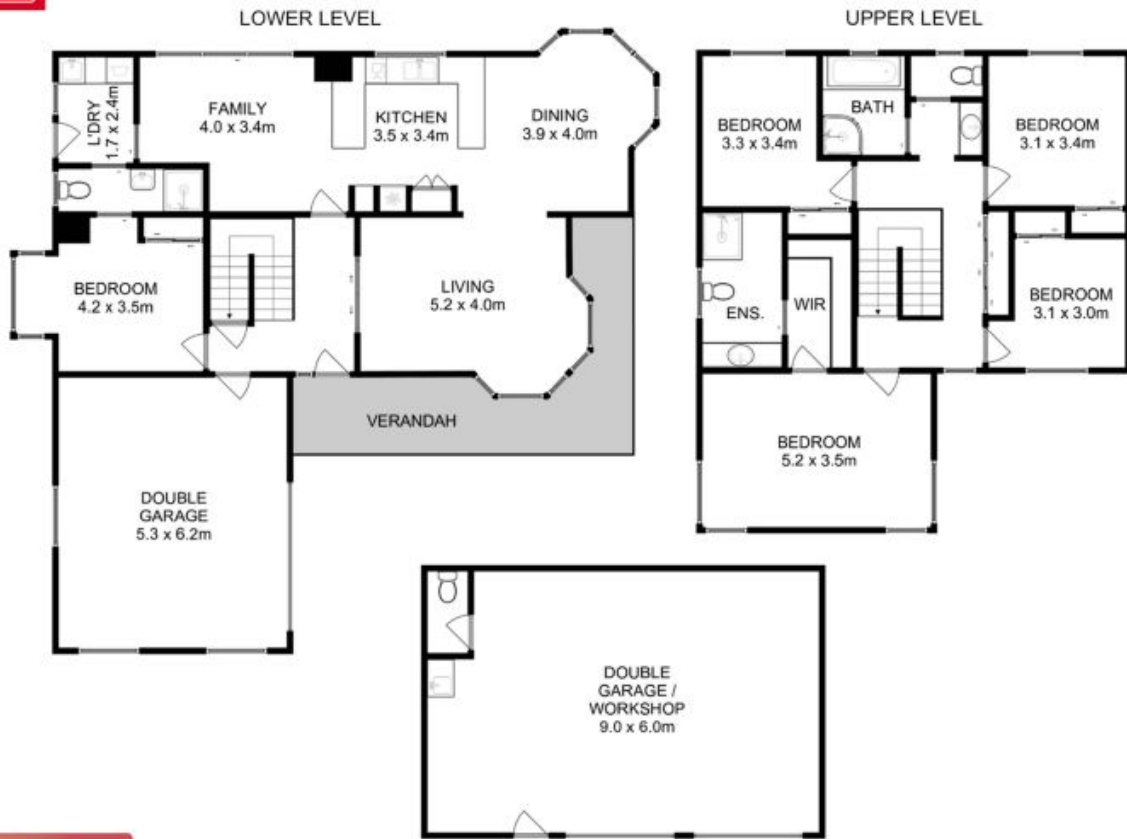 LOWER LEVEL
L'DRY
1.7 x 2.4m
FAMILY
4.0 x 3.4m
KITCHEN
3.5 x 3.4m
DINING
3.9 x 4.0m
BEDROOM
4.2 x 3.5m
LIVING
5.2 x 4.0m
VERANDAH
DOUBLE
GARAGE
5.3 x 6.2m
UPPER LEVEL
BEDROOM
3.3 x 3.4m
BATH
BEDROOM
3.1 x 3.4m
ENS.
WIR
BEDROOM
3.1 x 3.0m
BEDROOM
5.2 x 3.5m
DOUBLE
GARAGE /
WORKSHOP
9.0 x 6.0m